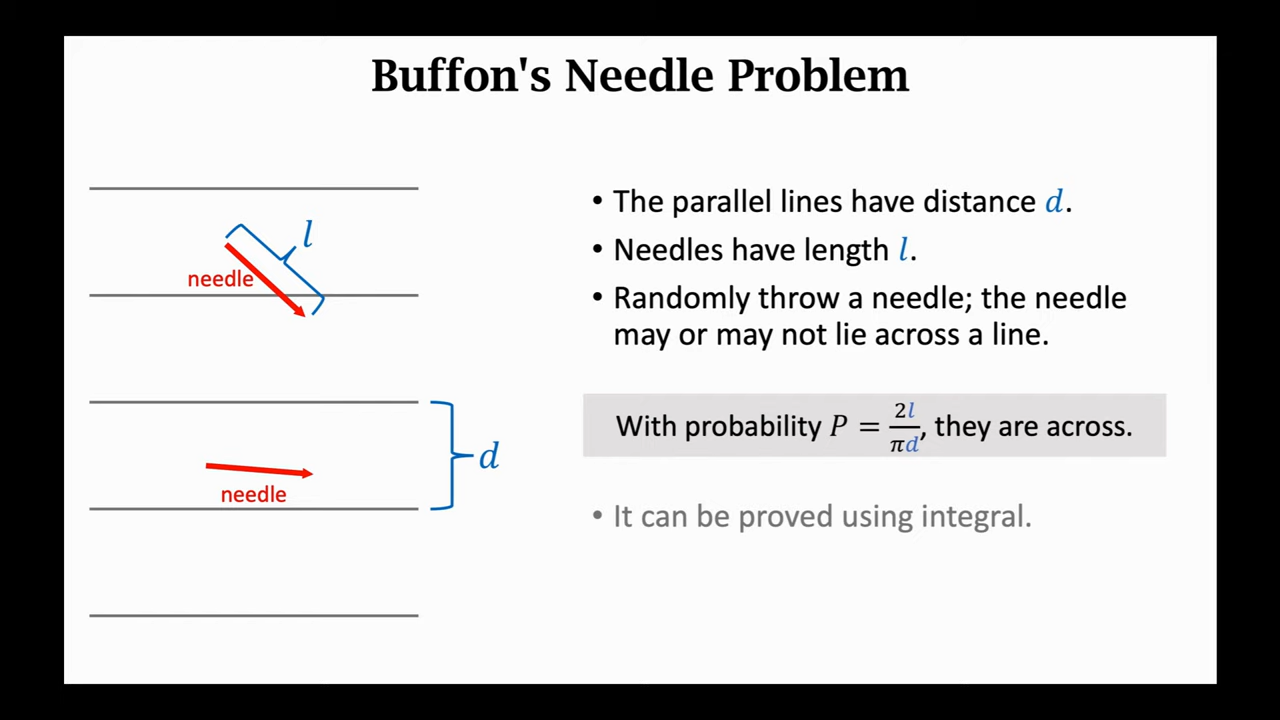 Buffon's Needle Problem
l
needle
d
needle
• The parallel lines have distance d.
• Needles have length l.
• Randomly throw a needle; the needle
may or may not lie across a line.
With probability P = 2l/πd, they are across.
• It can be proved using integral.